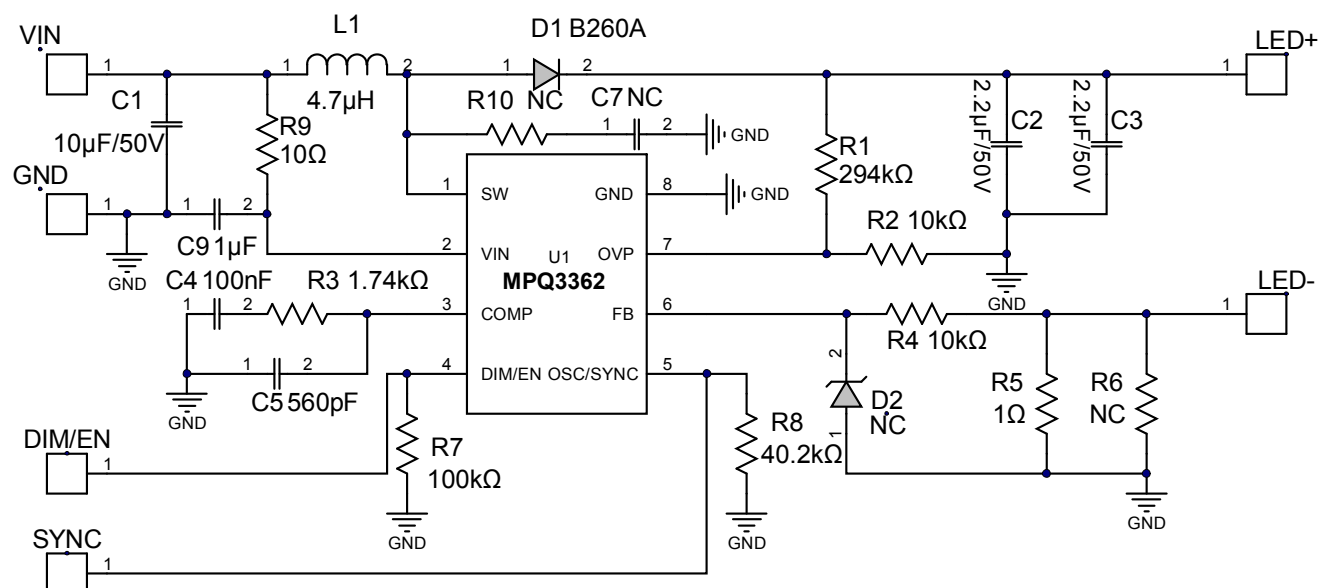 L1
D1 B260A
VIN
LED+
1
1
2
1
2
1
C1
4.7µH
R10 NC
C7 NC
2.2µF/50V
C2
2.2µF/50V
C3
10µF/50V
R9
10Ω
1
2
GND
R1
294kΩ
GND
1
1
2
1
SW
GND
8
GND
R2 10kΩ
C9 1µF
2
VIN
U1
OVP
7
GND
C4 100nF
R3 1.74kΩ
MPQ3362
GND
LED-
1
2
3
COMP
FB
6
1
R4 10kΩ
1
2
4
DIM/EN
OSC/SYNC
5
2
C5 560pF
GND
D2
NC
R5
1Ω
R6
NC
DIM/EN
1
R7
100kΩ
R8
40.2kΩ
1
GND
GND
GND
SYNC
1